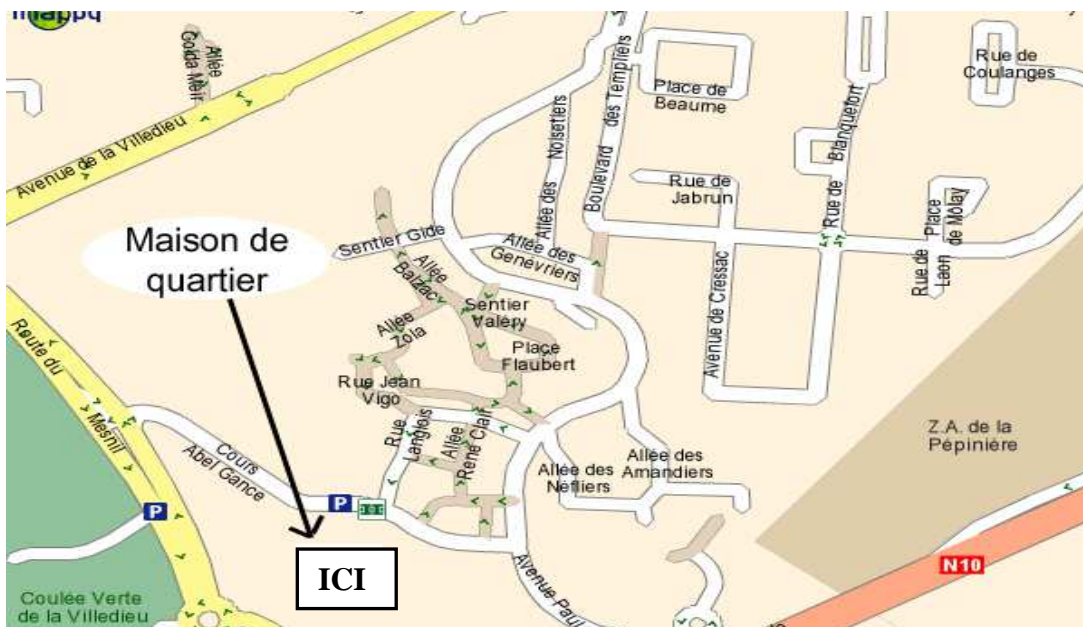 mappy
Allée
Golda Meir
Avenue de la Villedieu
Maison de
quartier
Sentier Gide
Allée
Balzac
Allée
Zola
Sentier
Valéry
Place
Flaubert
Rue Jean
Vigo
Rue
Langlois
Allée
René Clair
Allée des
Noisetiers
Allée des
Genévriers
Boulevard des Templiers
Place de
Beaune
Rue de
Jabrun
Avenue de Cressac
Rue de Blanquefort
Rue de
Coulanges
Rue de
Laon
Place
de Molay
Z.A. de la
Pépinière
Allée des
Néfliers
Allée des
Amandiers
Route du
Mesnil
Cours
Abel Gance
P
P
ICI
Avenue Paul
N10
Coulée Verte
de la Villedieu